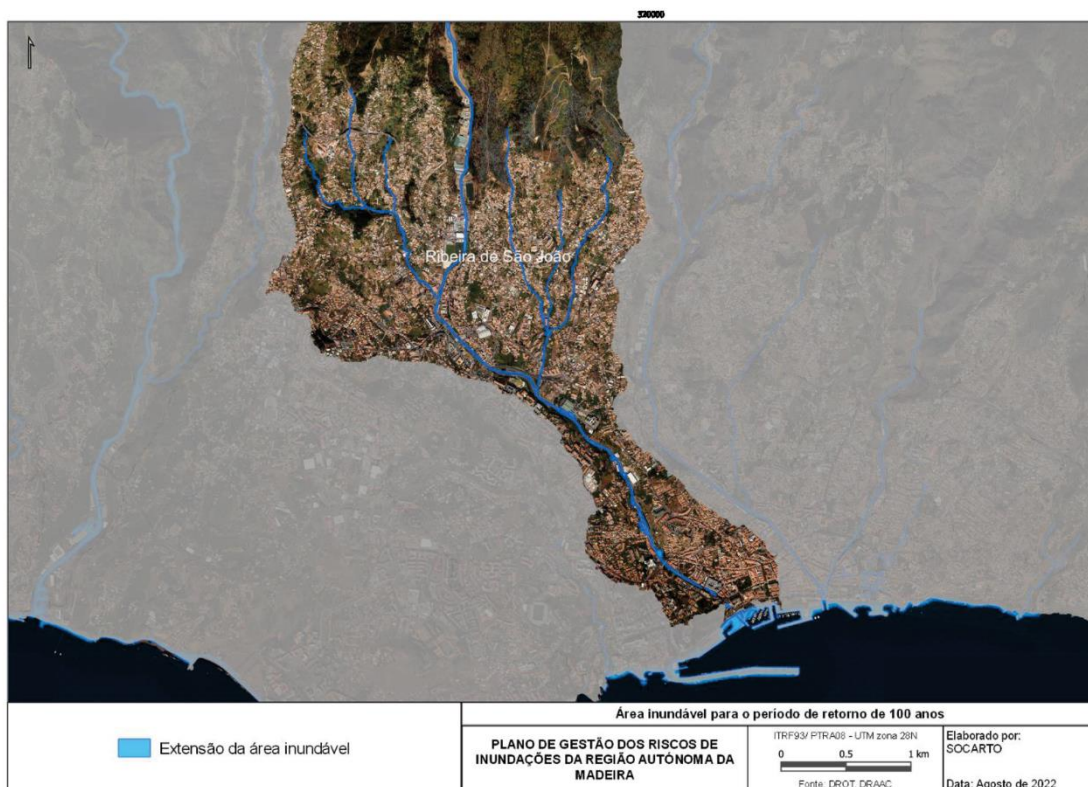 320000
Ribeira de São João
Extensão da área inundável
Área inundável para o período de retorno de 100 anos
PLANO DE GESTÃO DOS RISCOS DE
INUNDAÇÕES DA REGIÃO AUTÓNOMA DA
MADEIRA
ITRF93/ PTRA08 - UTM zona 28N
0 0.5 1 km
Fonte: DROT, DRAAC
Elaborado por:
SOCARTO
Data: Agosto de 2022